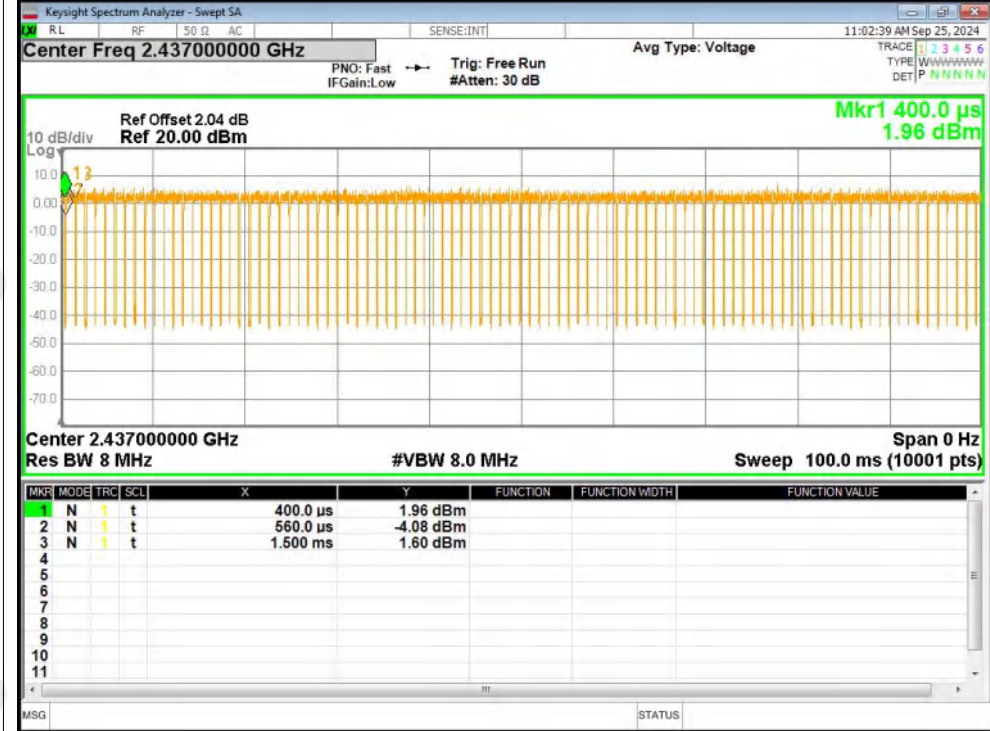 Keysight Spectrum Analyzer - Swept SA
LXI RL RF 50 Ω AC SENSE:INT 11:02:39 AM Sep 25, 2024
Center Freq 2.437000000 GHz Avg Type: Voltage TRACE 1 2 3 4 5 6
PNO: Fast Trig: Free Run TYPE WWWWWWW
IFGain:Low #Atten: 30 dB DET P N N N N N
Mkr1 400.0 µs
1.96 dBm
Ref Offset 2.04 dB
10 dB/div Ref 20.00 dBm
Log
10.0
0.00
-10.0
-20.0
-30.0
-40.0
-50.0
-60.0
-70.0
Center 2.437000000 GHz Span 0 Hz
Res BW 8 MHz #VBW 8.0 MHz Sweep 100.0 ms (10001 pts)
MKR MODE TRC SCL X Y FUNCTION FUNCTION WIDTH FUNCTION VALUE
1 N 1 t 400.0 µs 1.96 dBm
2 N 1 t 560.0 µs -4.08 dBm
3 N 1 t 1.500 ms 1.60 dBm
4
5
6
7
8
9
10
11
MSG STATUS